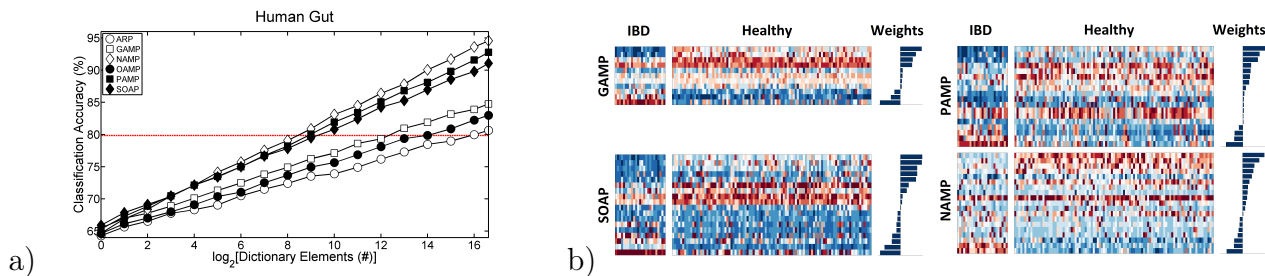 Human Gut
95
90
85
80
75
70
65
Classification Accuracy (%)
ARP
GAMP
NAMP
OAMP
PAMP
SOAP
0 2 4 6 8 10 12 14 16
log2[Dictionary Elements (#)]
a)
IBD Healthy Weights
GAMP
SOAP
IBD Healthy Weights
PAMP
NAMP
b)